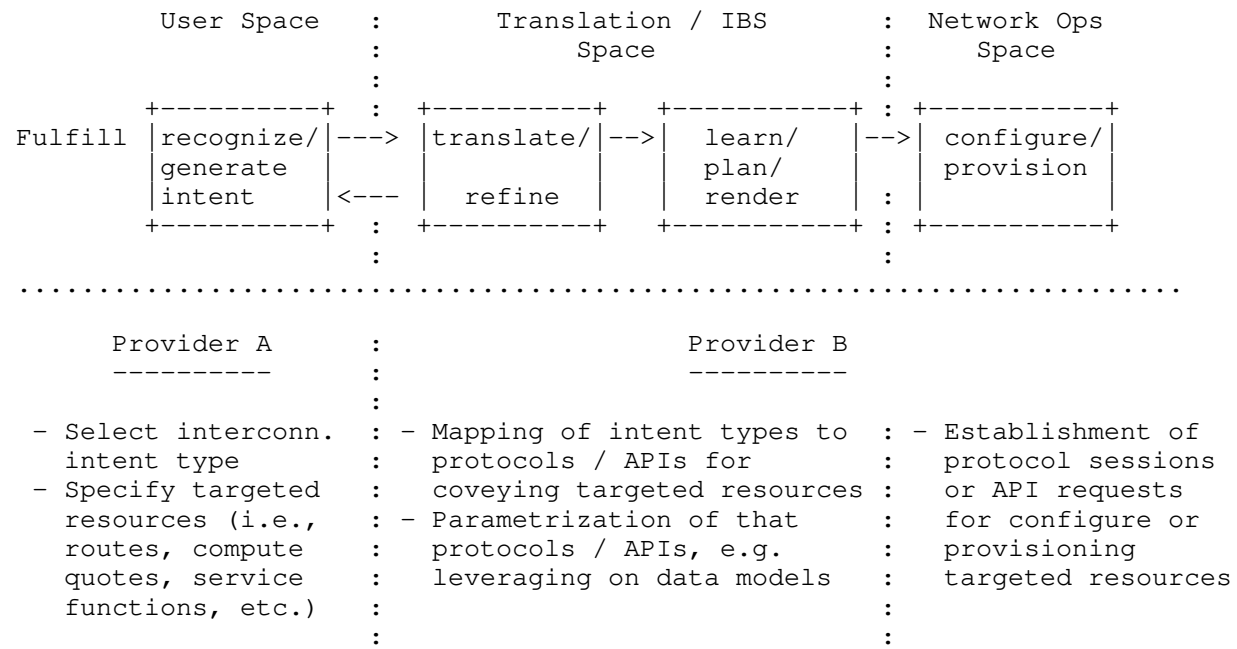 User Space   :       Translation / IBS       :  Network Ops
                      :            Space              :     Space
                      :                               :
        +----------+  :  +----------+   +-----------+ : +-----------+
Fulfill |recognize/|---> |translate/|-->|  learn/   |-->| configure/|
        |generate  |     |          |   |  plan/    |   | provision |
        |intent    |<--- |  refine  |   |  render   | : |           |
        +----------+  :  +----------+   +-----------+ : +-----------+
                      :                               :
...........................................................................
      Provider A      :                   Provider B
      ----------      :                   ----------
                      :
 - Select interconn.  : - Mapping of intent types to  : - Establishment of
   intent type        :   protocols / APIs for        :   protocol sessions
 - Specify targeted   :   coveying targeted resources :   or API requests
   resources (i.e.,   : - Parametrization of that     :   for configure or
   routes, compute    :   protocols / APIs, e.g.      :   provisioning
   quotes, service    :   leveraging on data models   :   targeted resources
   functions, etc.)   :                               :
                      :                               :